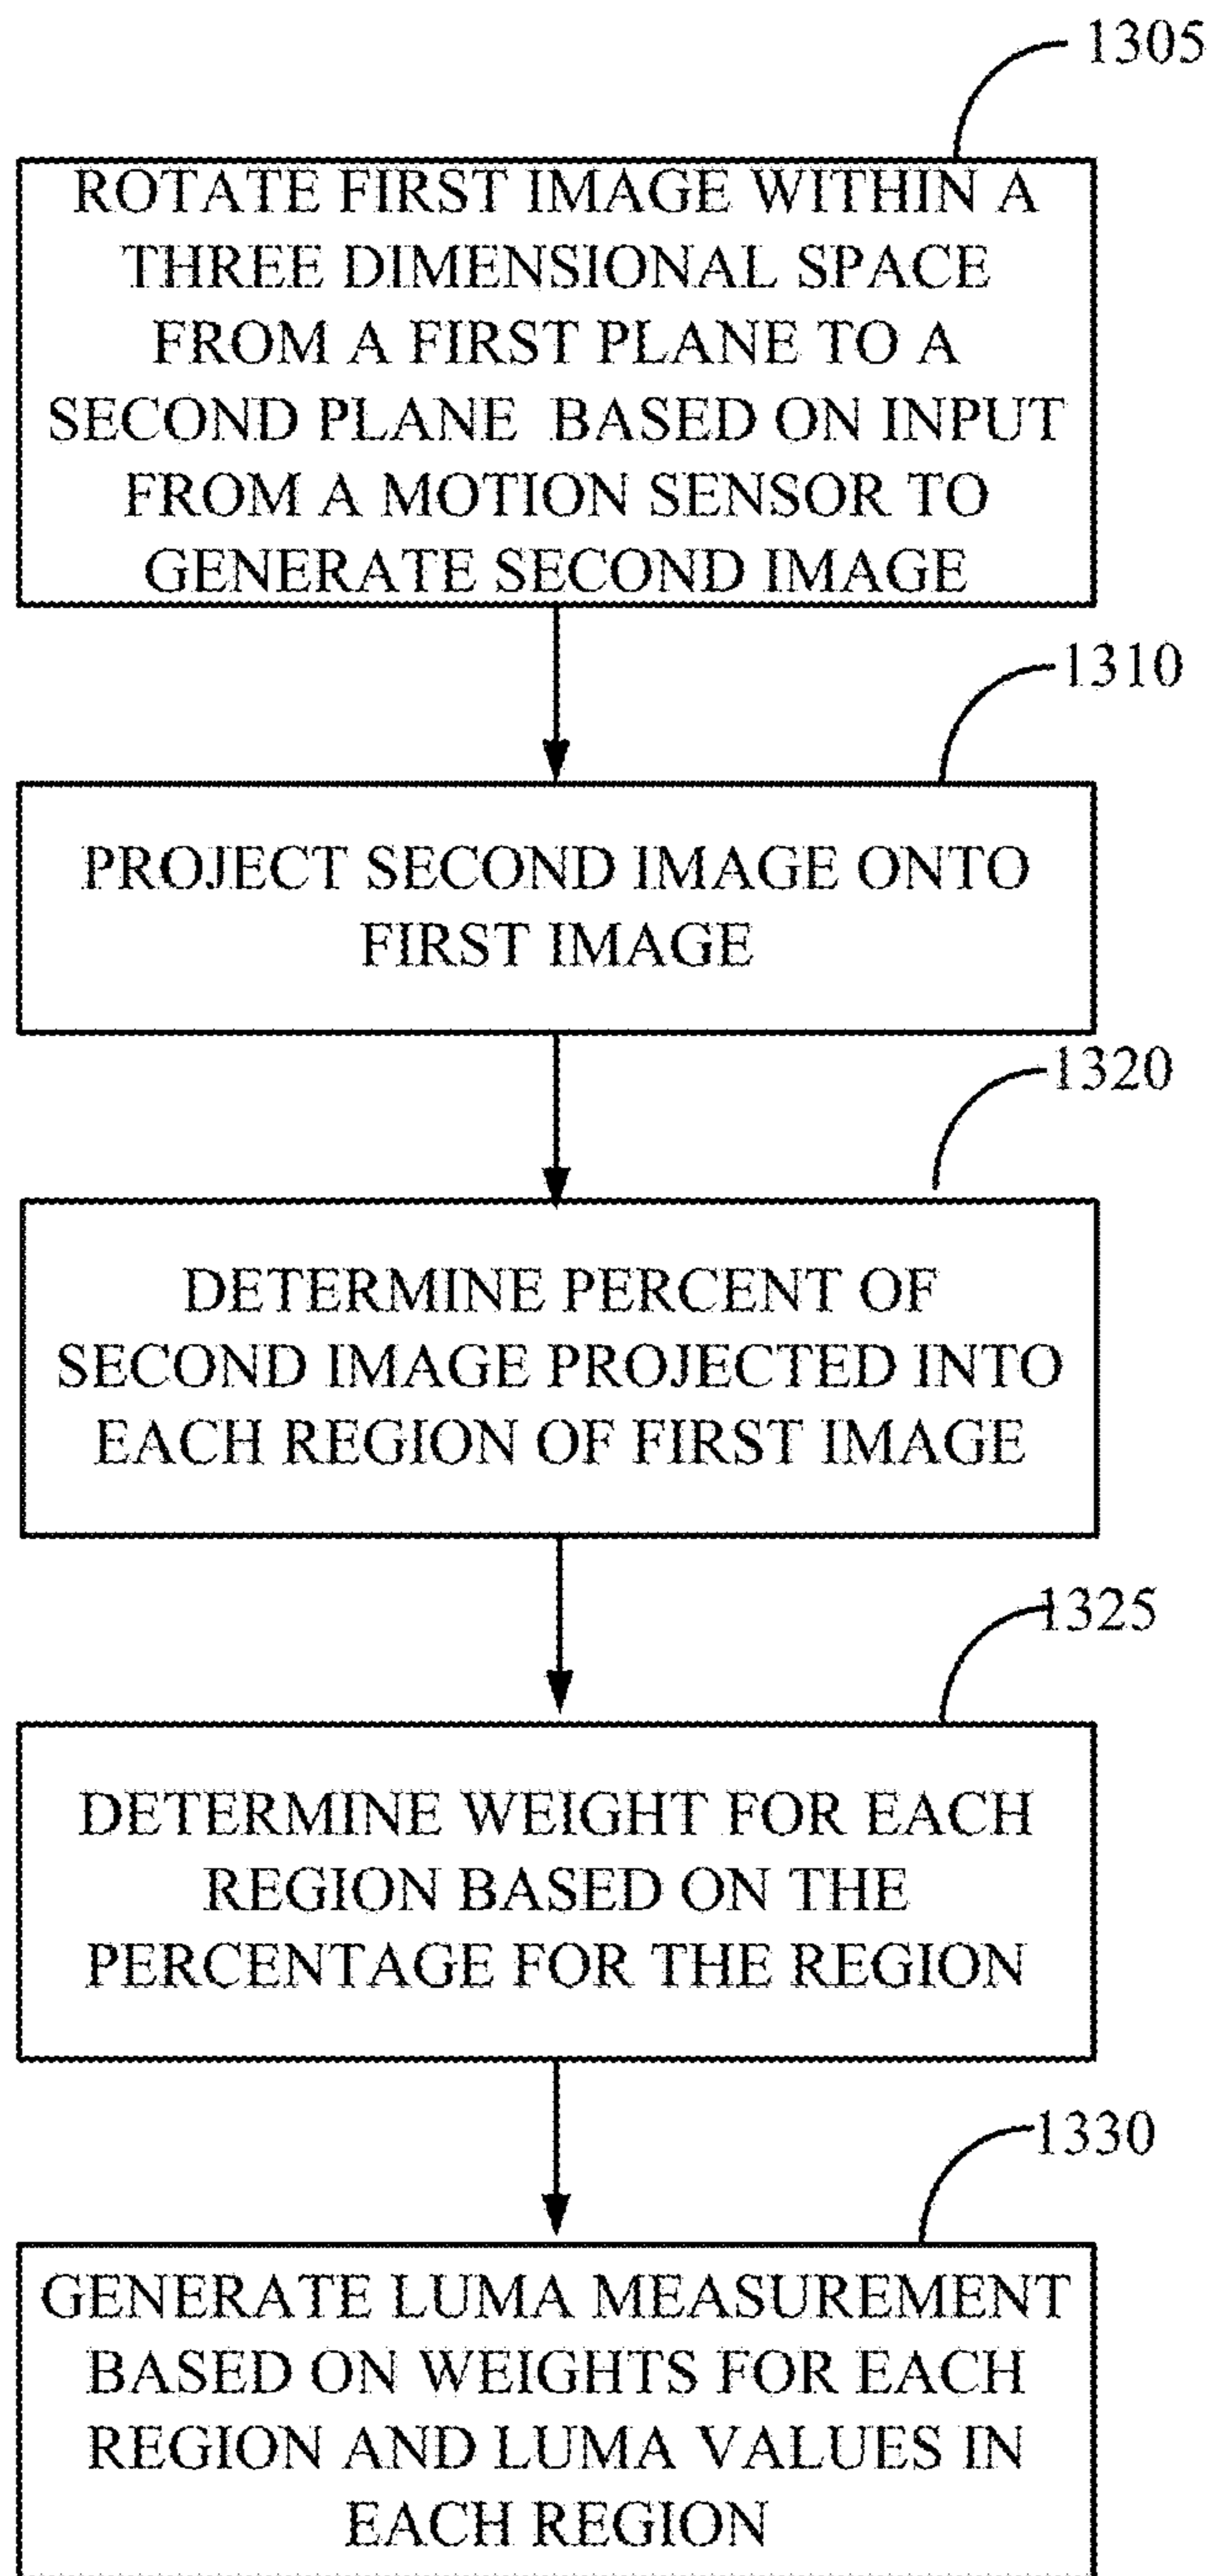 1305
ROTATE FIRST IMAGE WITHIN A
THREE DIMENSIONAL SPACE
FROM A FIRST PLANE TO A
SECOND PLANE BASED ON INPUT
FROM A MOTION SENSOR TO
GENERATE SECOND IMAGE
1310
PROJECT SECOND IMAGE ONTO
FIRST IMAGE
1320
DETERMINE PERCENT OF
SECOND IMAGE PROJECTED INTO
EACH REGION OF FIRST IMAGE
1325
DETERMINE WEIGHT FOR EACH
REGION BASED ON THE
PERCENTAGE FOR THE REGION
1330
GENERATE LUMA MEASUREMENT
BASED ON WEIGHTS FOR EACH
REGION AND LUMA VALUES IN
EACH REGION